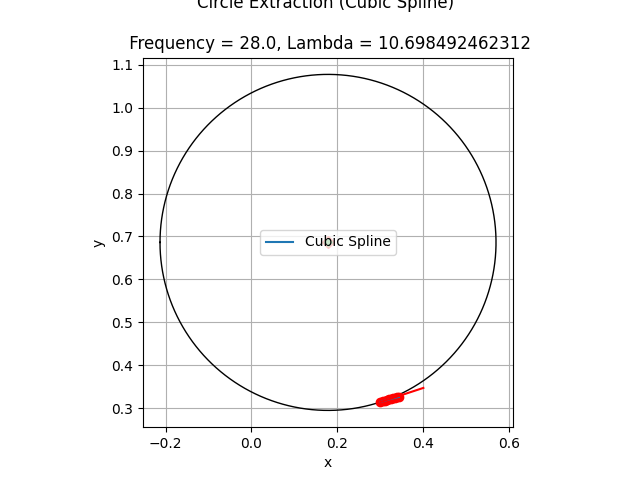 Circle Extraction (Cubic Spline)
Frequency = 28.0, Lambda = 10.698492462312
1.1
1.0
0.9
0.8
0.7
0.6
0.5
0.4
0.3
y
Cubic Spline
−0.2 0.0 0.2 0.4 0.6
x